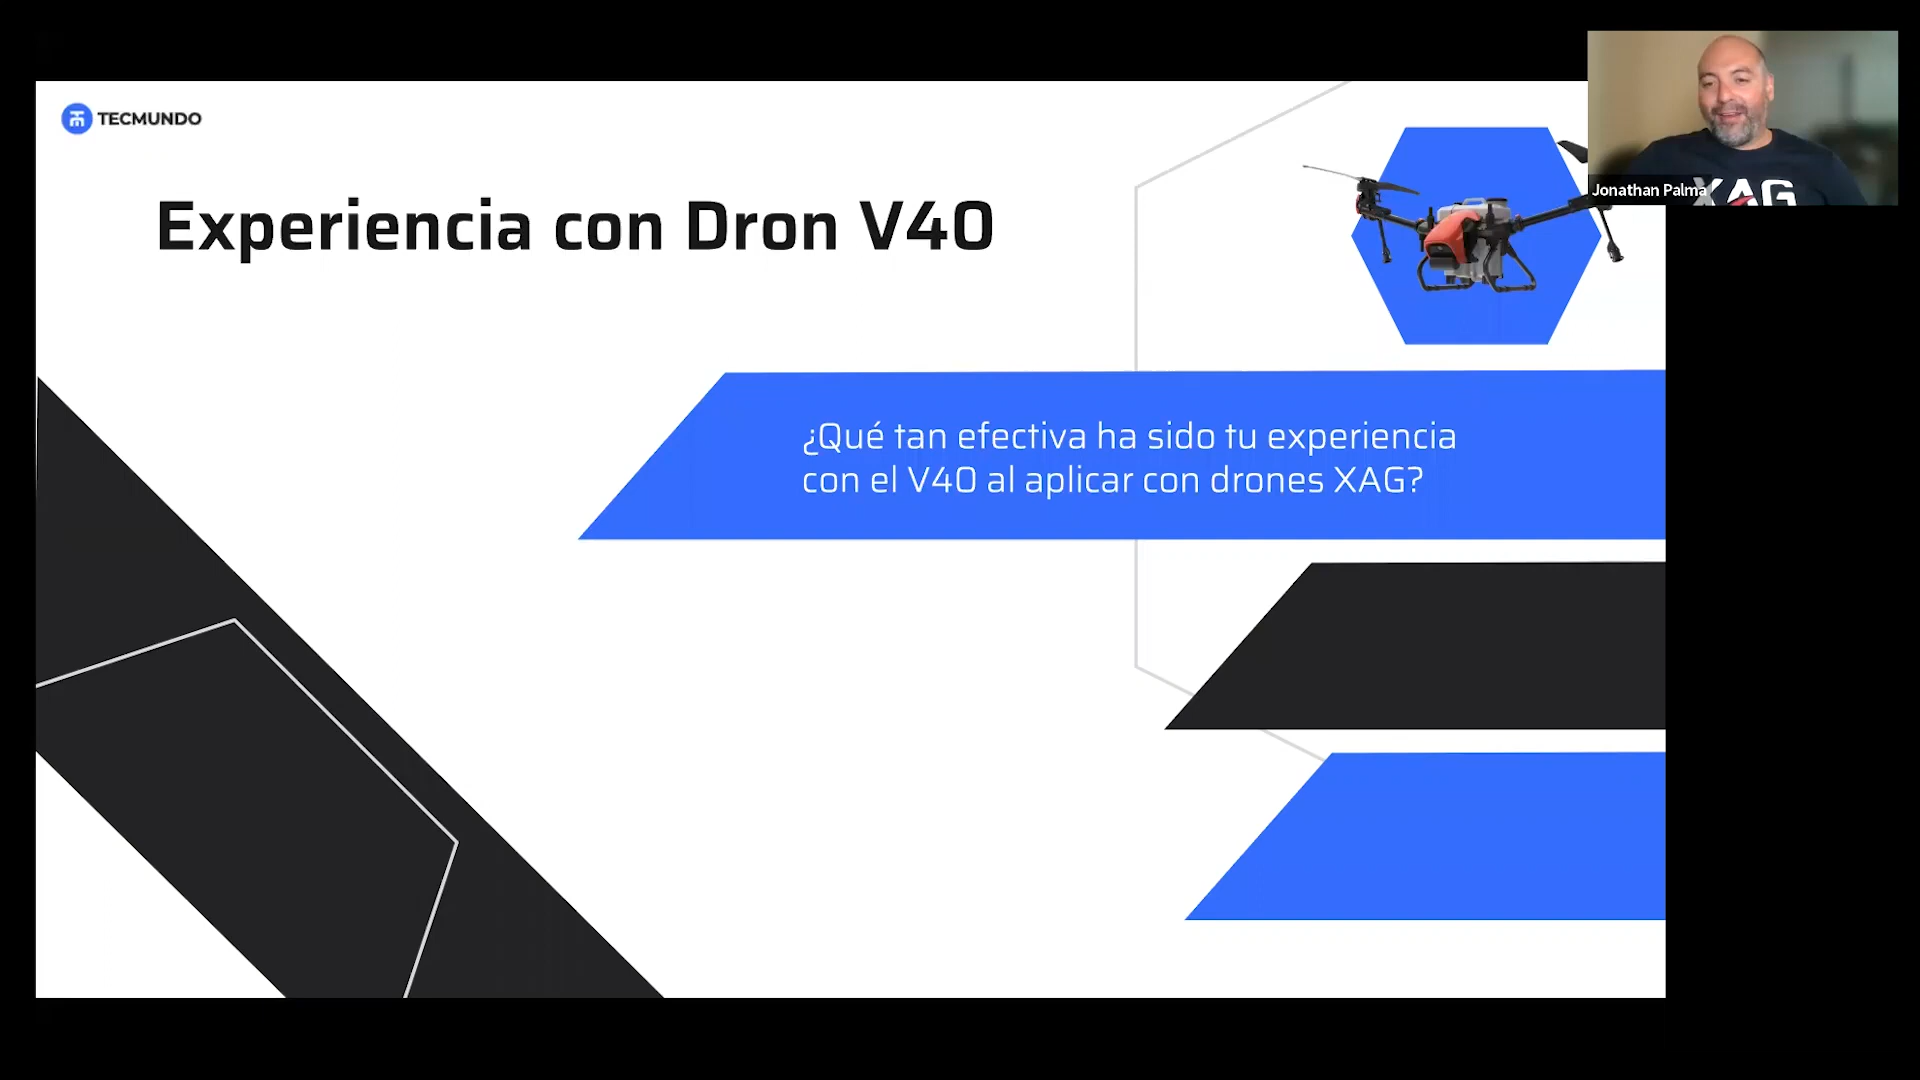 TECMUNDO
Experiencia con Dron V40
¿Qué tan efectiva ha sido tu experiencia
con el V40 al aplicar con drones XAG?
Jonathan Palma
XAG